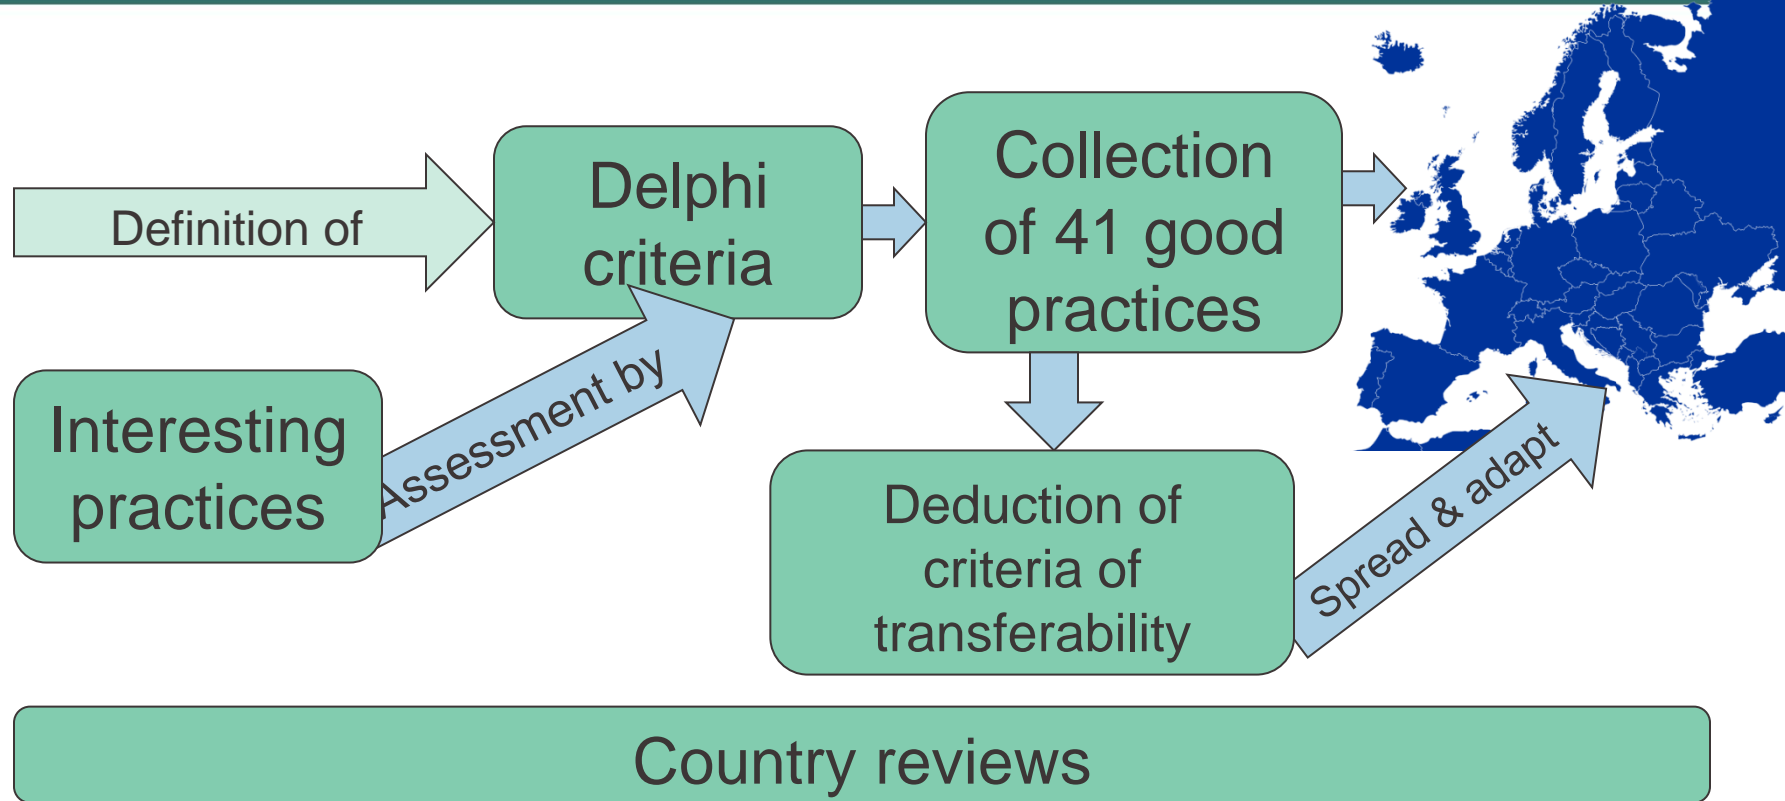 Definition of
Delphi
criteria
Collection
of 41 good
practices
Interesting
practices
Assessment by
Deduction of
criteria of
transferability
Spread & adapt
Country reviews